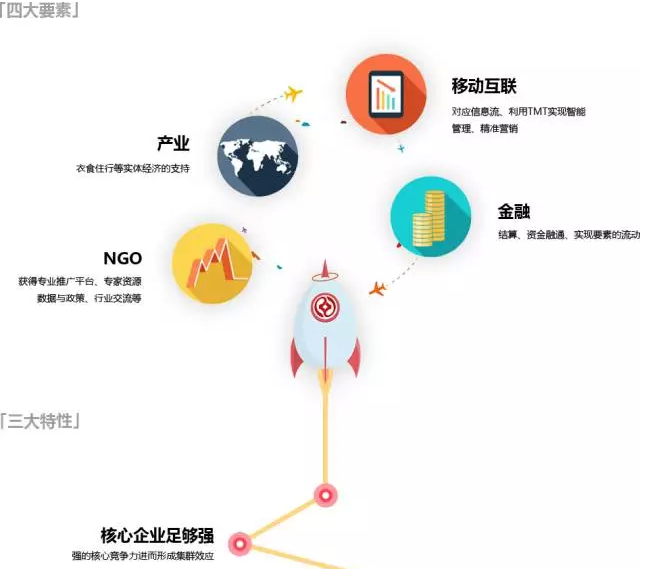 「四大要素」
移动互联
对应信息流、利用TMT实现智能
管理、精准营销
产业
衣食住行等实体经济的支持
金融
结算、资金融通、实现要素的流动
NGO
获得专业推广平台、专家资源
数据与政策、行业交流等
「三大特性」
核心企业足够强
强的核心竞争力进而形成集群效应